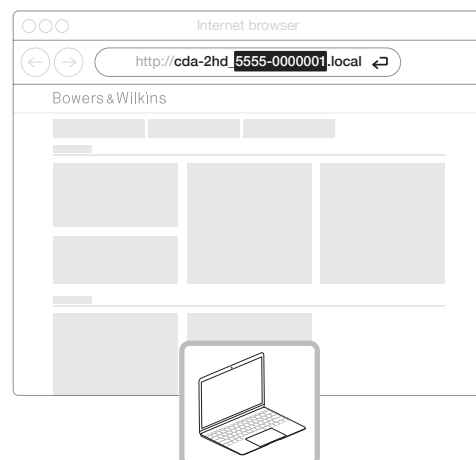 Internet browser
http://cda-2hd_5555-0000001.local
Bowers & Wilkins